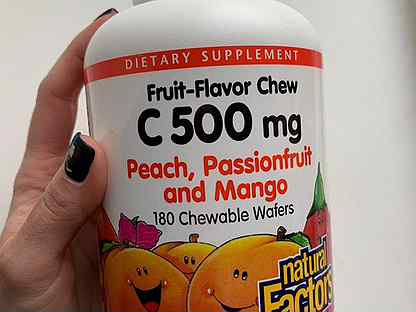 DIETARY SUPPLEMENT
Fruit-Flavor Chew
C 500 mg
Peach, Passionfruit
and Mango
180 Chewable Wafers
natural
Factors